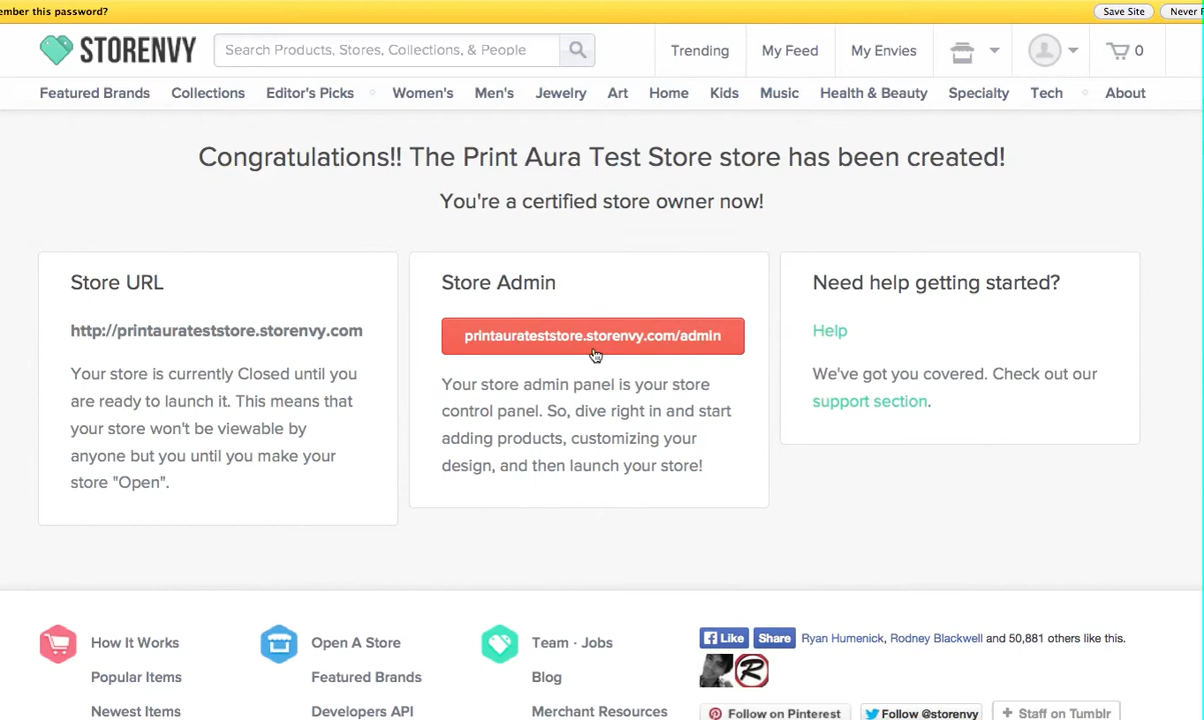 ember this password?
Save Site
Never
STORENVY
Search Products, Stores, Collections, & People
Trending
My Feed
My Envies
0
Featured Brands
Collections
Editor's Picks
Women's
Men's
Jewelry
Art
Home
Kids
Music
Health & Beauty
Specialty
Tech
About
Congratulations!! The Print Aura Test Store store has been created!
You're a certified store owner now!
Store URL
http://printaurateststore.storenvy.com
Your store is currently Closed until you
are ready to launch it. This means that
your store won't be viewable by
anyone but you until you make your
store "Open".
Store Admin
printaurateststore.storenvy.com/admin
Your store admin panel is your store
control panel. So, dive right in and start
adding products, customizing your
design, and then launch your store!
Need help getting started?
Help
We've got you covered. Check out our
support section.
How It Works
Popular Items
Newest Items
Open A Store
Featured Brands
Developers API
Team · Jobs
Blog
Merchant Resources
Like
Share
Ryan Humenick, Rodney Blackwell and 50,881 others like this.
R
Follow on Pinterest
Follow @storenvy
+ Staff on Tumblr